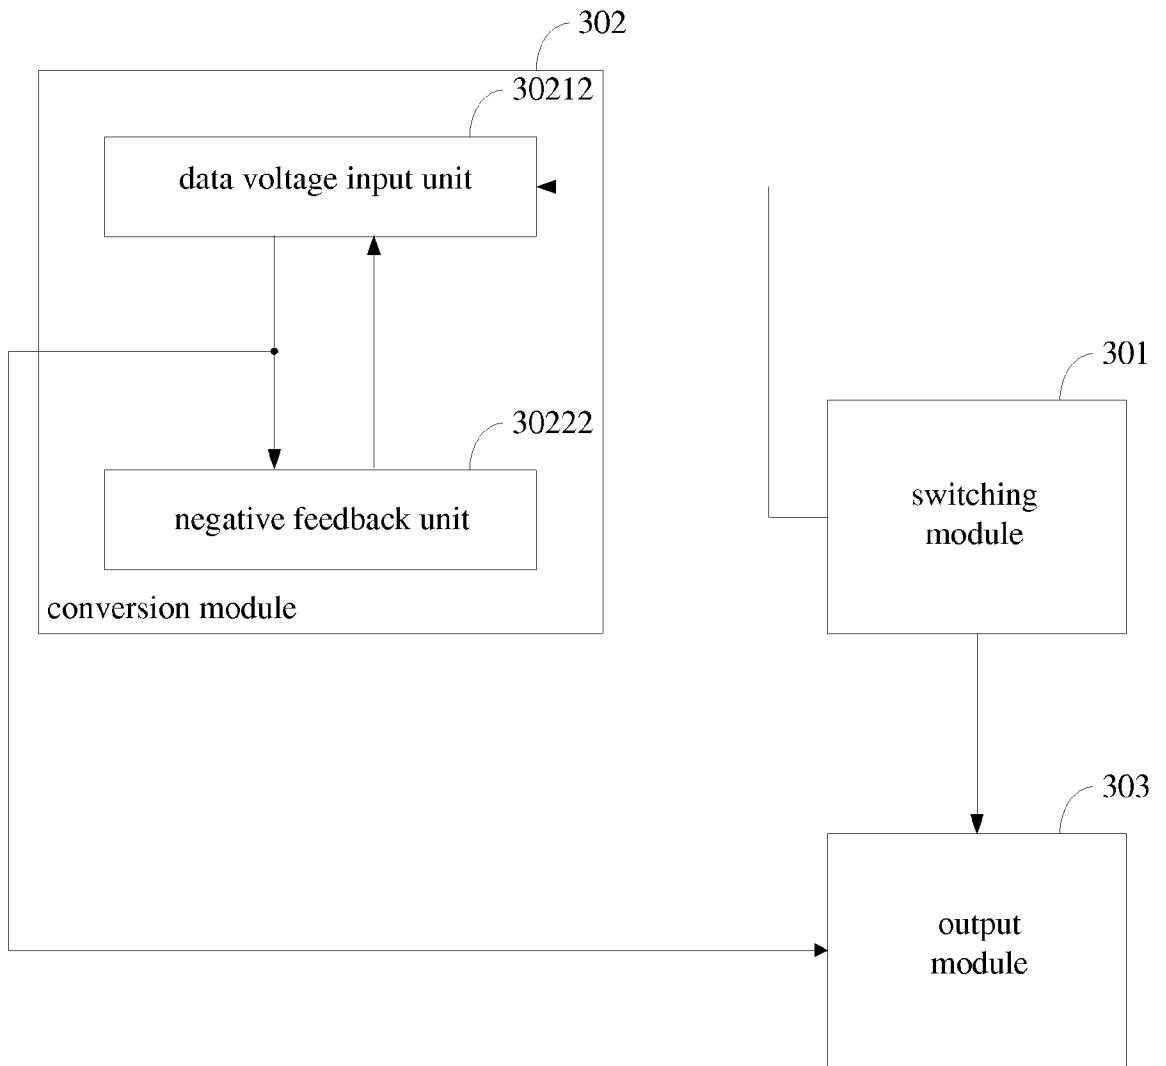 302
30212
data voltage input unit
301
30222
switching
module
negative feedback unit
conversion module
303
output
module